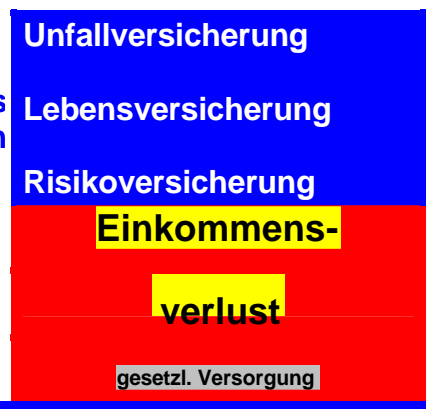 Unfallversicherung
Lebensversicherung
Risikoversicherung
Einkommens-
verlust
gesetzl. Versorgung